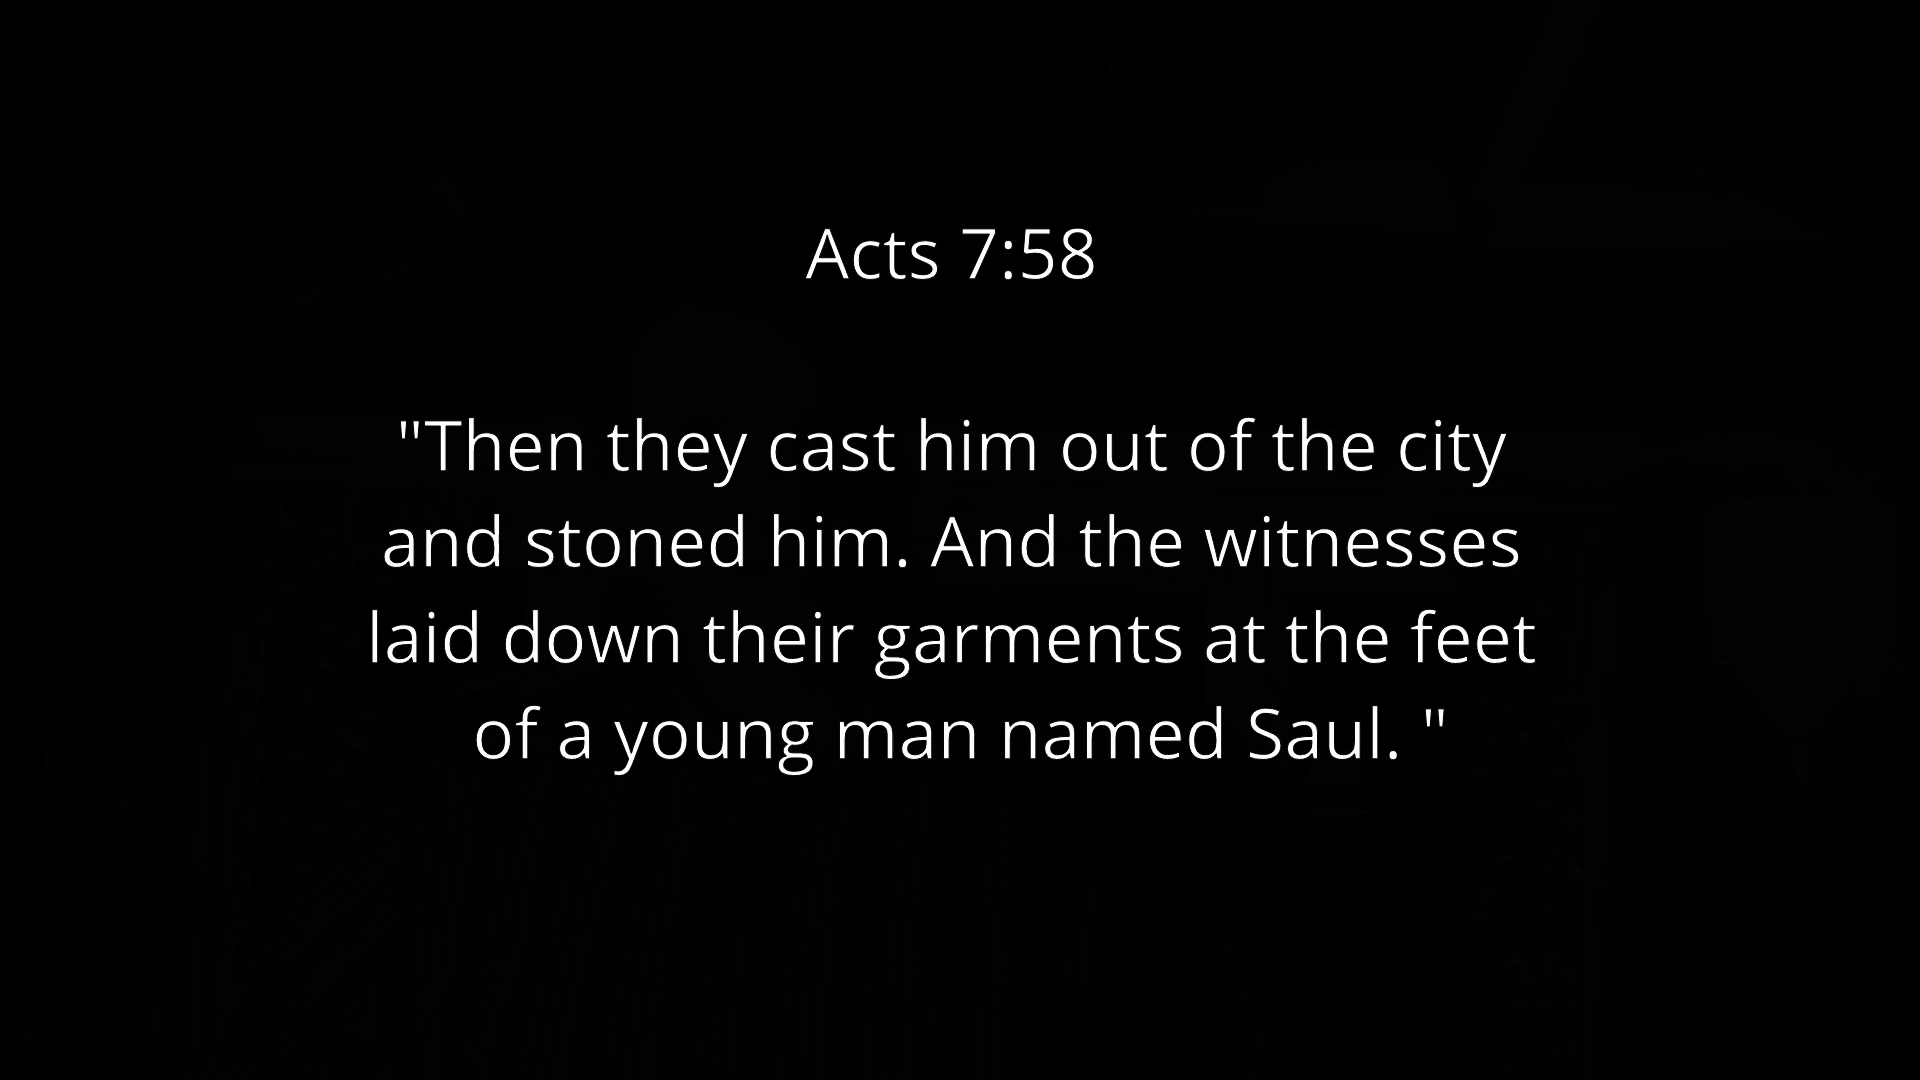 Acts 7:58
"Then they cast him out of the city
and stoned him. And the witnesses
laid down their garments at the feet
of a young man named Saul. "